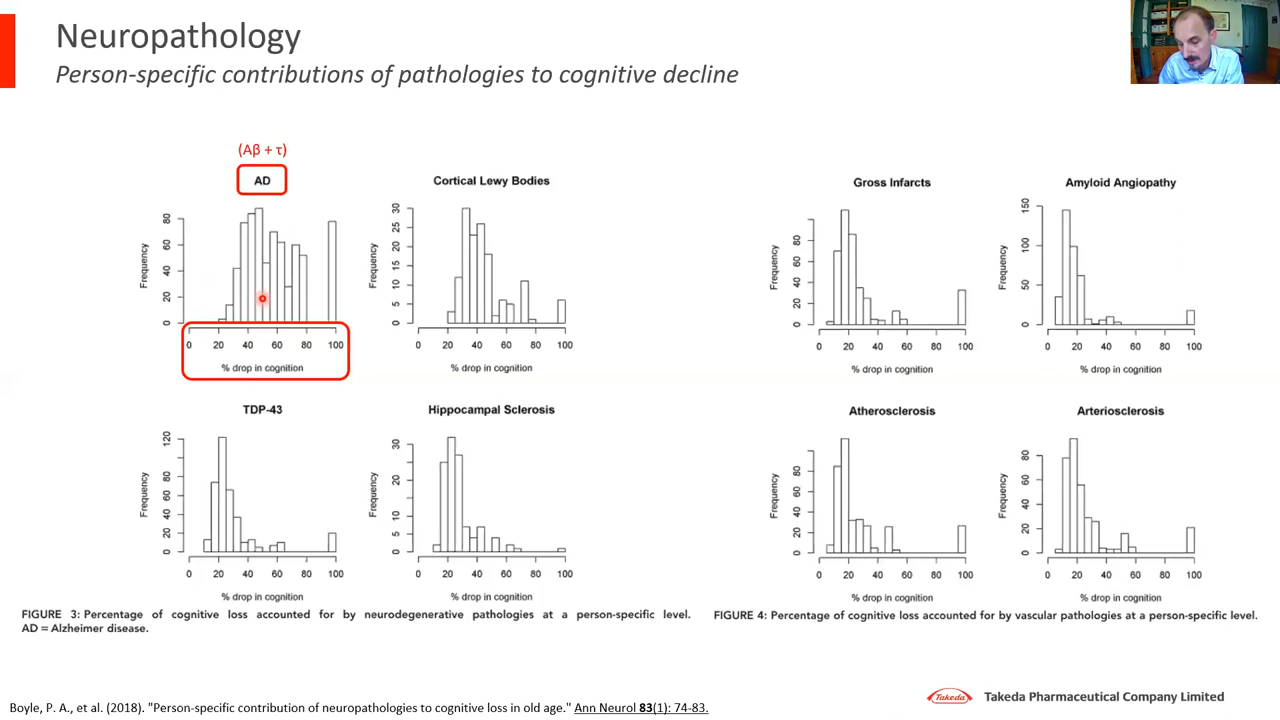 Neuropathology
Person-specific contributions of pathologies to cognitive decline
(Aβ + τ)
AD
Frequency
0 20 40 60 80
0 20 40 60 80 100
% drop in cognition
Cortical Lewy Bodies
Frequency
0 5 10 15 20 25 30
0 20 40 60 80 100
% drop in cognition
TDP-43
Frequency
0 20 40 60 80 120
0 20 40 60 80 100
% drop in cognition
Hippocampal Sclerosis
Frequency
0 5 10 20 30
0 20 40 60 80 100
% drop in cognition
FIGURE 3: Percentage of cognitive loss accounted for by neurodegenerative pathologies at a person-specific level.
AD = Alzheimer disease.
Gross Infarcts
Frequency
0 20 40 60 80
0 20 40 60 80 100
% drop in cognition
Amyloid Angiopathy
Frequency
0 50 100 150
0 20 40 60 80 100
% drop in cognition
Atherosclerosis
Frequency
0 20 40 60 80
0 20 40 60 80 100
% drop in cognition
Arteriosclerosis
Frequency
0 20 40 60 80
0 20 40 60 80 100
% drop in cognition
FIGURE 4: Percentage of cognitive loss accounted for by vascular pathologies at a person-specific level.
Takeda
Takeda Pharmaceutical Company Limited
Boyle, P. A., et al. (2018). "Person-specific contribution of neuropathologies to cognitive loss in old age." Ann Neurol 83(1): 74-83.